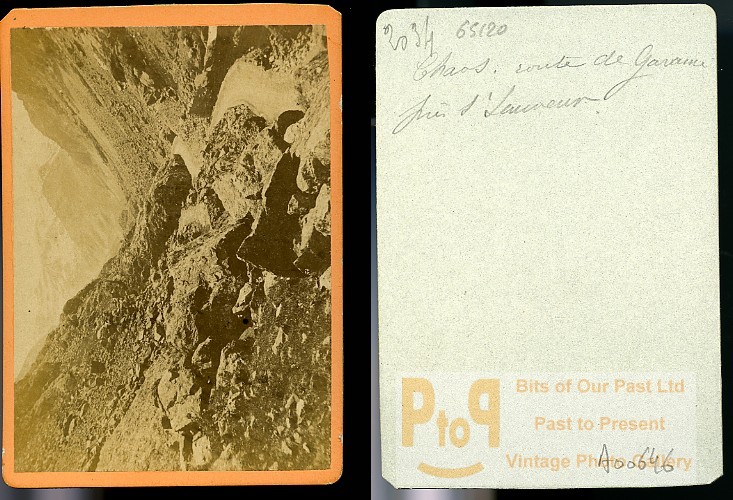 2034 65120
Chaos. route de Gavarnie
près St Sauveur.
PtoP
Bits of Our Past Ltd
Past to Present
Vintage Photo Gallery
A00646